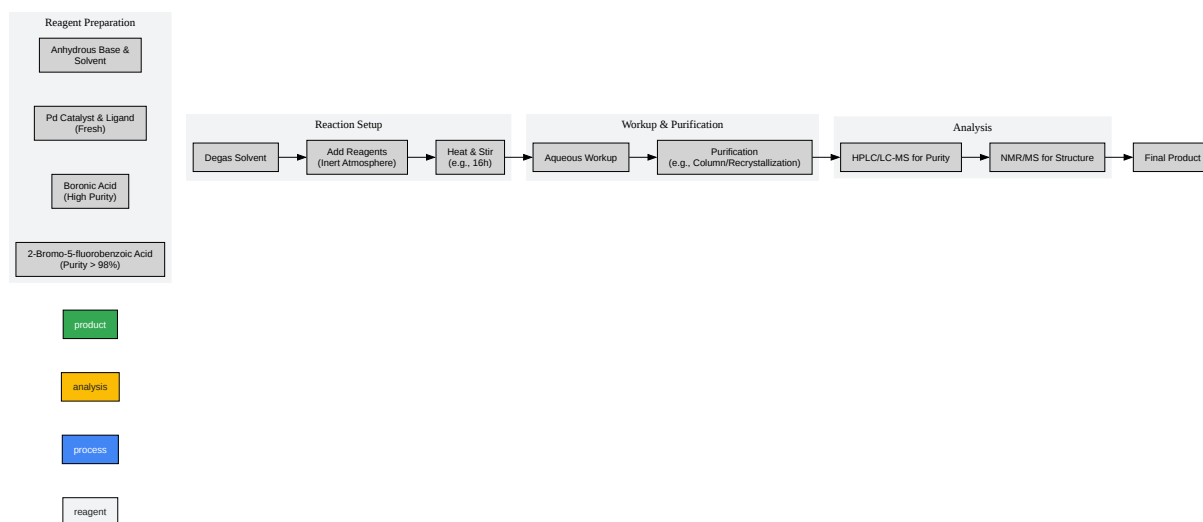 Reagent Preparation
Anhydrous Base &
Solvent
Pd Catalyst & Ligand
(Fresh)
Boronic Acid
(High Purity)
2-Bromo-5-fluorobenzoic Acid
(Purity > 98%)
Reaction Setup
Degas Solvent
Add Reagents
(Inert Atmosphere)
Heat & Stir
(e.g., 16h)
Workup & Purification
Aqueous Workup
Purification
(e.g., Column/Recrystallization)
Analysis
HPLC/LC-MS for Purity
NMR/MS for Structure
Final Product
product
analysis
process
reagent